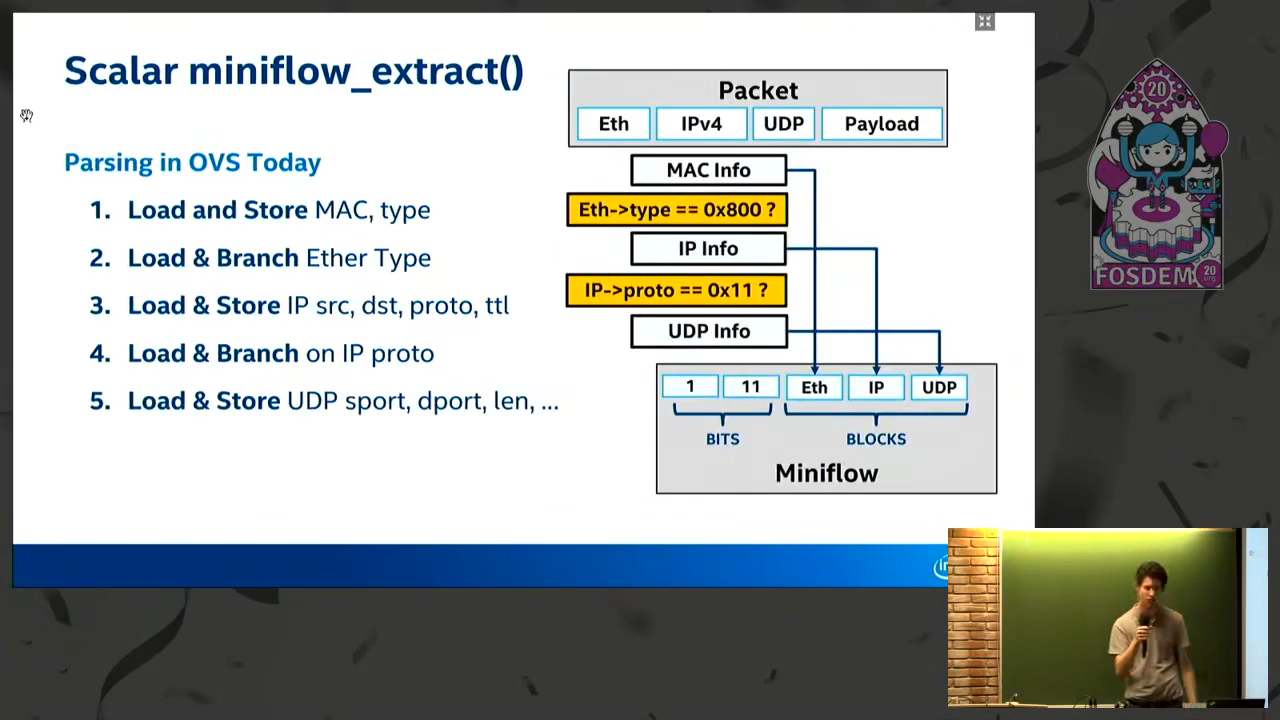 Scalar miniflow_extract()
Parsing in OVS Today
1. Load and Store MAC, type
2. Load & Branch Ether Type
3. Load & Store IP src, dst, proto, ttl
4. Load & Branch on IP proto
5. Load & Store UDP sport, dport, len, ...
Packet
Eth IPv4 UDP Payload
MAC Info
Eth->type == 0x800 ?
IP Info
IP->proto == 0x11 ?
UDP Info
1 11 Eth IP UDP
BITS BLOCKS
Miniflow
20
FOSDEM 20
.org